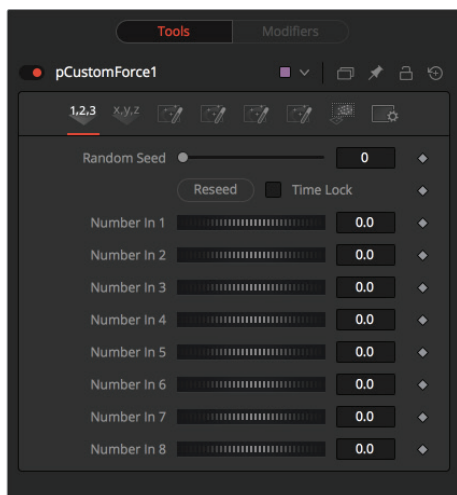 Tools Modifiers
pCustomForce1
1,2,3 x,y,z
Random Seed 0
Reseed Time Lock
Number In 1 0.0
Number In 2 0.0
Number In 3 0.0
Number In 4 0.0
Number In 5 0.0
Number In 6 0.0
Number In 7 0.0
Number In 8 0.0